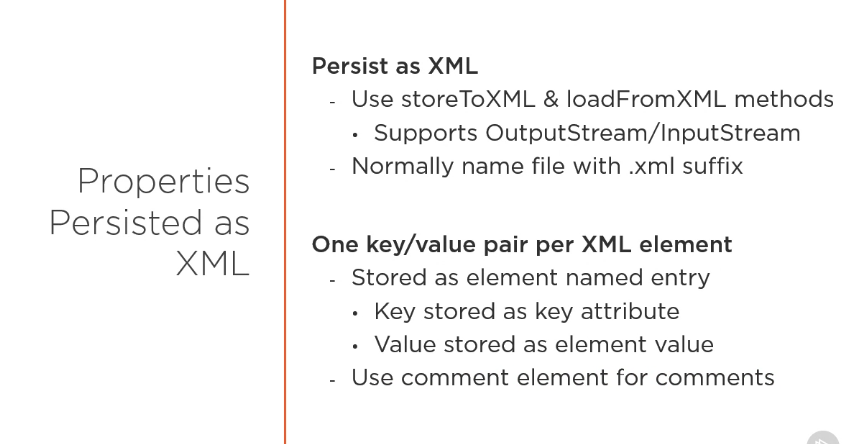 Properties
Persisted as
XML
Persist as XML
- Use storeToXML & loadFromXML methods
• Supports OutputStream/InputStream
- Normally name file with .xml suffix
One key/value pair per XML element
- Stored as element named entry
• Key stored as key attribute
• Value stored as element value
- Use comment element for comments